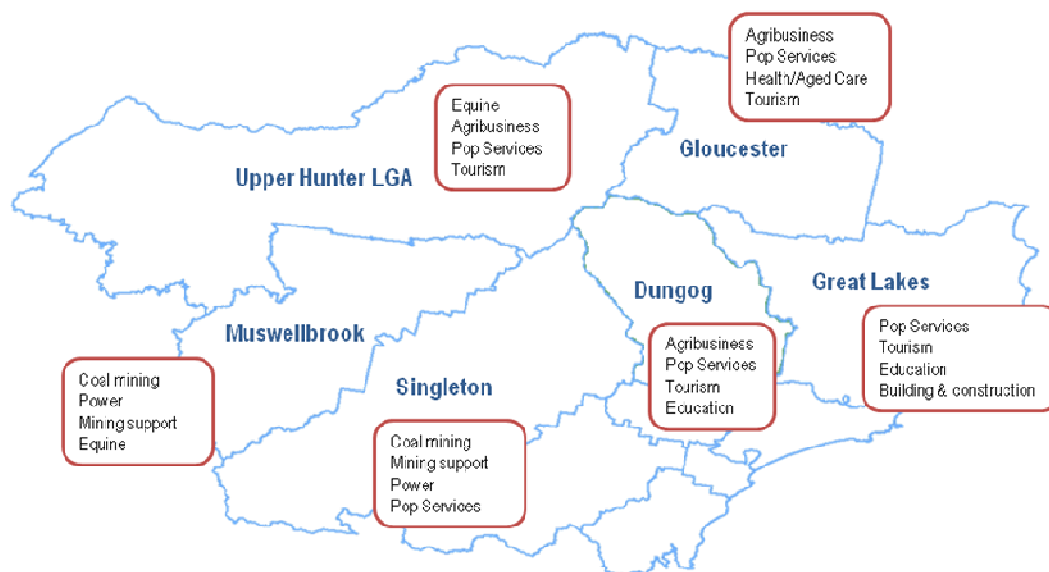 Agribusiness
Pop Services
Health/Aged Care
Tourism
Gloucester
Equine
Agribusiness
Pop Services
Tourism
Upper Hunter LGA
Great Lakes
Pop Services
Tourism
Education
Building & construction
Dungog
Agribusiness
Pop Services
Tourism
Education
Muswellbrook
Coal mining
Power
Mining support
Equine
Singleton
Coal mining
Mining support
Power
Pop Services